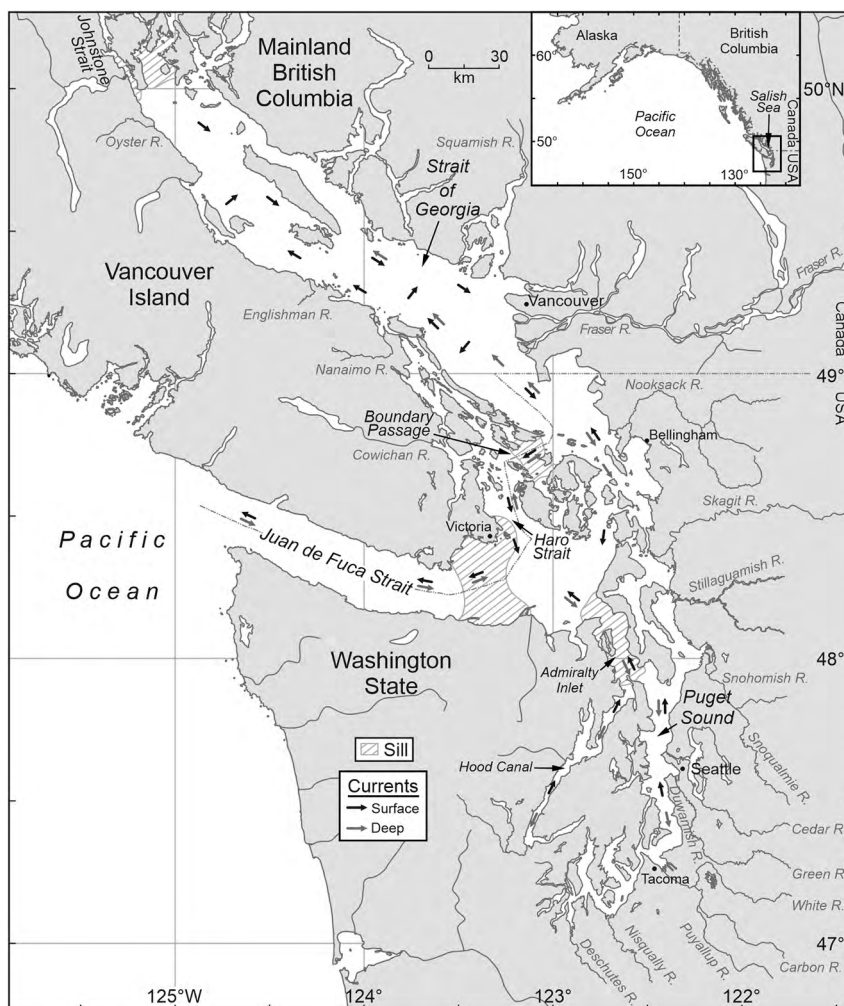 Johnstone
Strait
Mainland
British
Columbia
30
0
km
Alaska
British
Columbia
60°
50°
Pacific
Ocean
Salish
Sea
Canada
USA
150°
130°
50°N
Oyster R.
Squamish R.
Strait
of
Georgia
Vancouver
Island
Vancouver
Fraser R.
Fraser R.
Canada
USA
Englishman R.
Nanaimo R.
49°
Nooksack R.
Boundary
Passage
Bellingham
Cowichan R.
Skagit R.
Victoria
Haro
Strait
Pacific
Ocean
Juan de Fuca Strait
Stillaguamish R.
Washington
State
48°
Admiralty
Inlet
Snohomish R.
Puget
Sound
Snoqualmie R.
Sill
Hood Canal
Seattle
Currents
Surface
Deep
Duwamish R.
Cedar R.
Green R.
Tacoma
White R.
Puyallup R.
Nisqually R.
Deschutes R.
47°
Carbon R.
125°W
124°
123°
122°